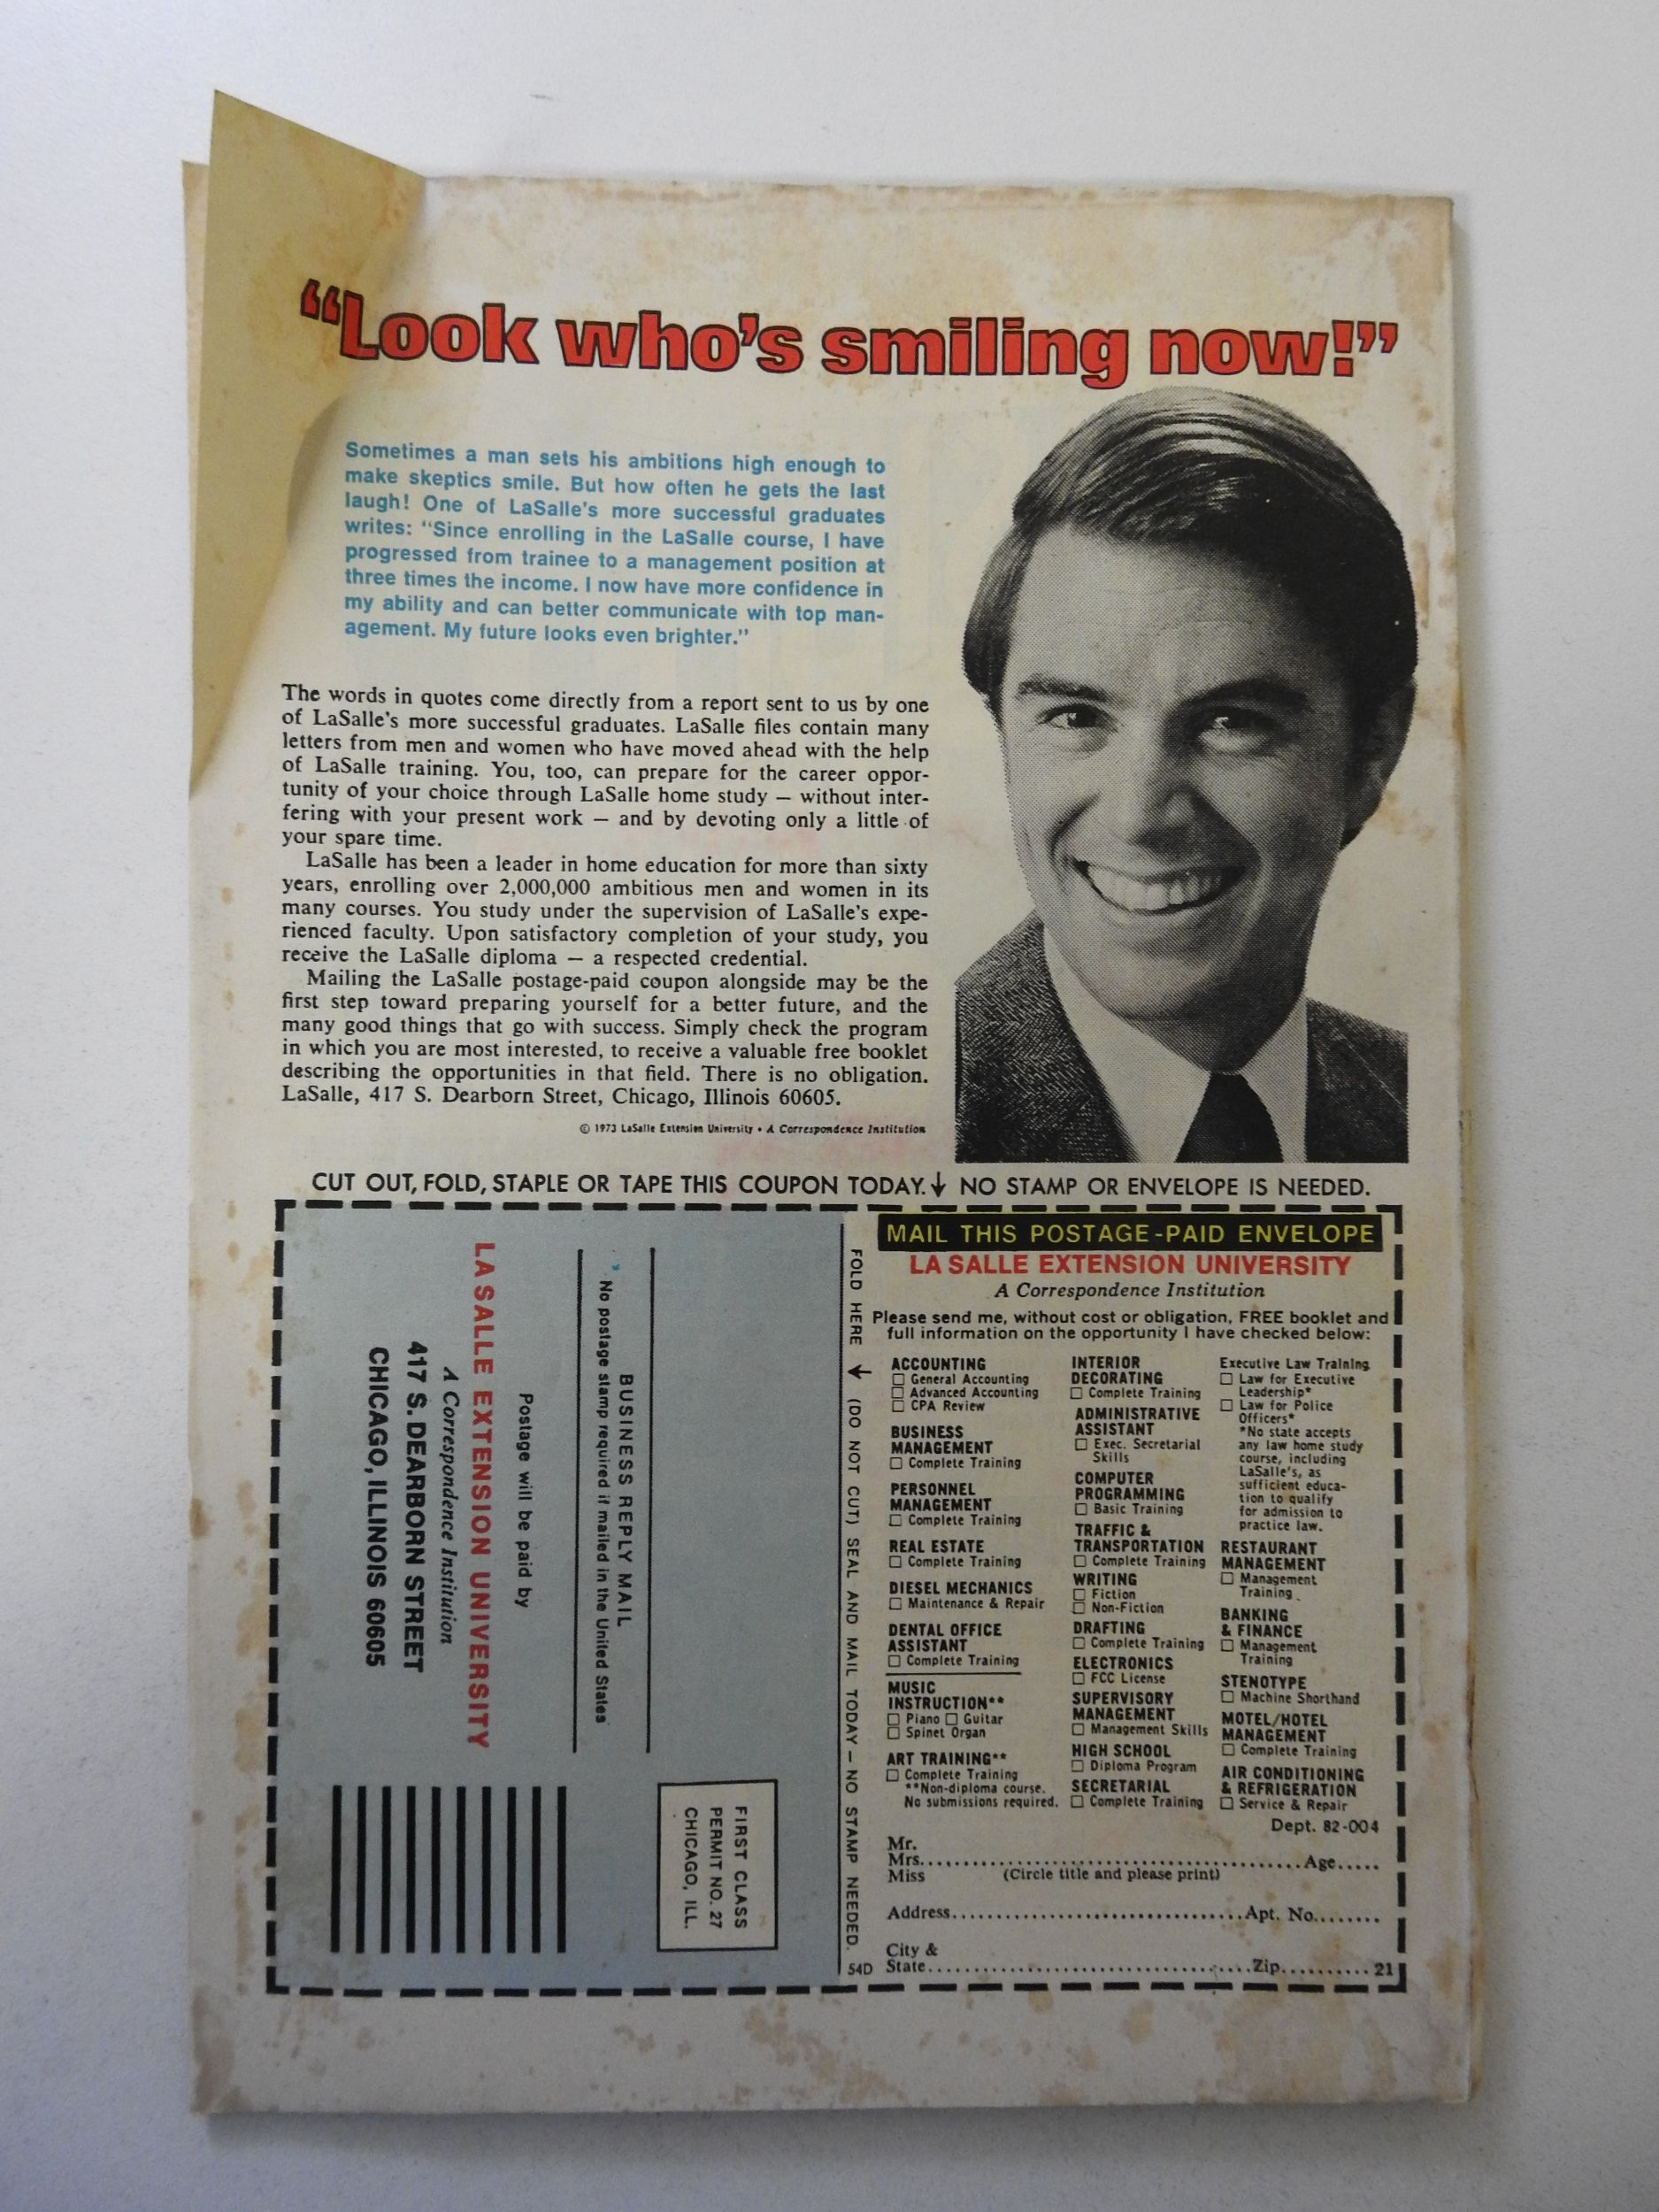 “Look who’s smiling now!”
Sometimes a man sets his ambitions high enough to
make skeptics smile. But how often he gets the last
laugh! One of LaSalle’s more successful graduates
writes: “Since enrolling in the LaSalle course, I have
progressed from trainee to a management position at
three times the income. I now have more confidence in
my ability and can better communicate with top man-
agement. My future looks even brighter.”
The words in quotes come directly from a report sent to us by one
of LaSalle’s more successful graduates. LaSalle files contain many
letters from men and women who have moved ahead with the help
of LaSalle training. You, too, can prepare for the career oppor-
tunity of your choice through LaSalle home study — without inter-
fering with your present work — and by devoting only a little of
your spare time.
LaSalle has been a leader in home education for more than sixty
years, enrolling over 2,000,000 ambitious men and women in its
many courses. You study under the supervision of LaSalle’s expe-
rienced faculty. Upon satisfactory completion of your study, you
receive the LaSalle diploma — a respected credential.
Mailing the LaSalle postage-paid coupon alongside may be the
first step toward preparing yourself for a better future, and the
many good things that go with success. Simply check the program
in which you are most interested, to receive a valuable free booklet
describing the opportunities in that field. There is no obligation.
LaSalle, 417 S. Dearborn Street, Chicago, Illinois 60605.
© 1973 LaSalle Extension University • A Correspondence Institution
CUT OUT, FOLD, STAPLE OR TAPE THIS COUPON TODAY.↓ NO STAMP OR ENVELOPE IS NEEDED.
FIRST CLASS
PERMIT NO. 27
CHICAGO, ILL.
BUSINESS REPLY MAIL
No postage stamp required if mailed in the United States
Postage will be paid by
LA SALLE EXTENSION UNIVERSITY
A Correspondence Institution
417 S. DEARBORN STREET
CHICAGO, ILLINOIS 60605
FOLD HERE → (DO NOT CUT) SEAL AND MAIL TODAY — NO STAMP NEEDED.
MAIL THIS POSTAGE-PAID ENVELOPE
LA SALLE EXTENSION UNIVERSITY
A Correspondence Institution
Please send me, without cost or obligation, FREE booklet and
full information on the opportunity I have checked below:
ACCOUNTING
☐ General Accounting
☐ Advanced Accounting
☐ CPA Review
BUSINESS
MANAGEMENT
☐ Complete Training
PERSONNEL
MANAGEMENT
☐ Complete Training
REAL ESTATE
☐ Complete Training
DIESEL MECHANICS
☐ Maintenance & Repair
DENTAL OFFICE
ASSISTANT
☐ Complete Training
MUSIC
INSTRUCTION**
☐ Piano ☐ Guitar
☐ Spinet Organ
ART TRAINING**
☐ Complete Training
**Non-diploma course.
No submissions required.
INTERIOR
DECORATING
☐ Complete Training
ADMINISTRATIVE
ASSISTANT
☐ Exec. Secretarial
Skills
COMPUTER
PROGRAMMING
☐ Basic Training
TRAFFIC &
TRANSPORTATION
☐ Complete Training
WRITING
☐ Fiction
☐ Non-Fiction
DRAFTING
☐ Complete Training
ELECTRONICS
☐ FCC License
SUPERVISORY
MANAGEMENT
☐ Management Skills
HIGH SCHOOL
☐ Diploma Program
SECRETARIAL
☐ Complete Training
Executive Law Training
☐ Law for Executive
Leadership*
☐ Law for Police
Officers*
*No state accepts
any law home study
course, including
LaSalle’s, as
sufficient educa-
tion to qualify
for admission to
practice law.
RESTAURANT
MANAGEMENT
☐ Management
Training
BANKING
& FINANCE
☐ Management
Training
STENOTYPE
☐ Machine Shorthand
MOTEL/HOTEL
MANAGEMENT
☐ Complete Training
AIR CONDITIONING
& REFRIGERATION
☐ Service & Repair
Dept. 82-004
Mr.
Mrs. Age
Miss (Circle title and please print)
Address Apt. No.
City &
State Zip 21
54D